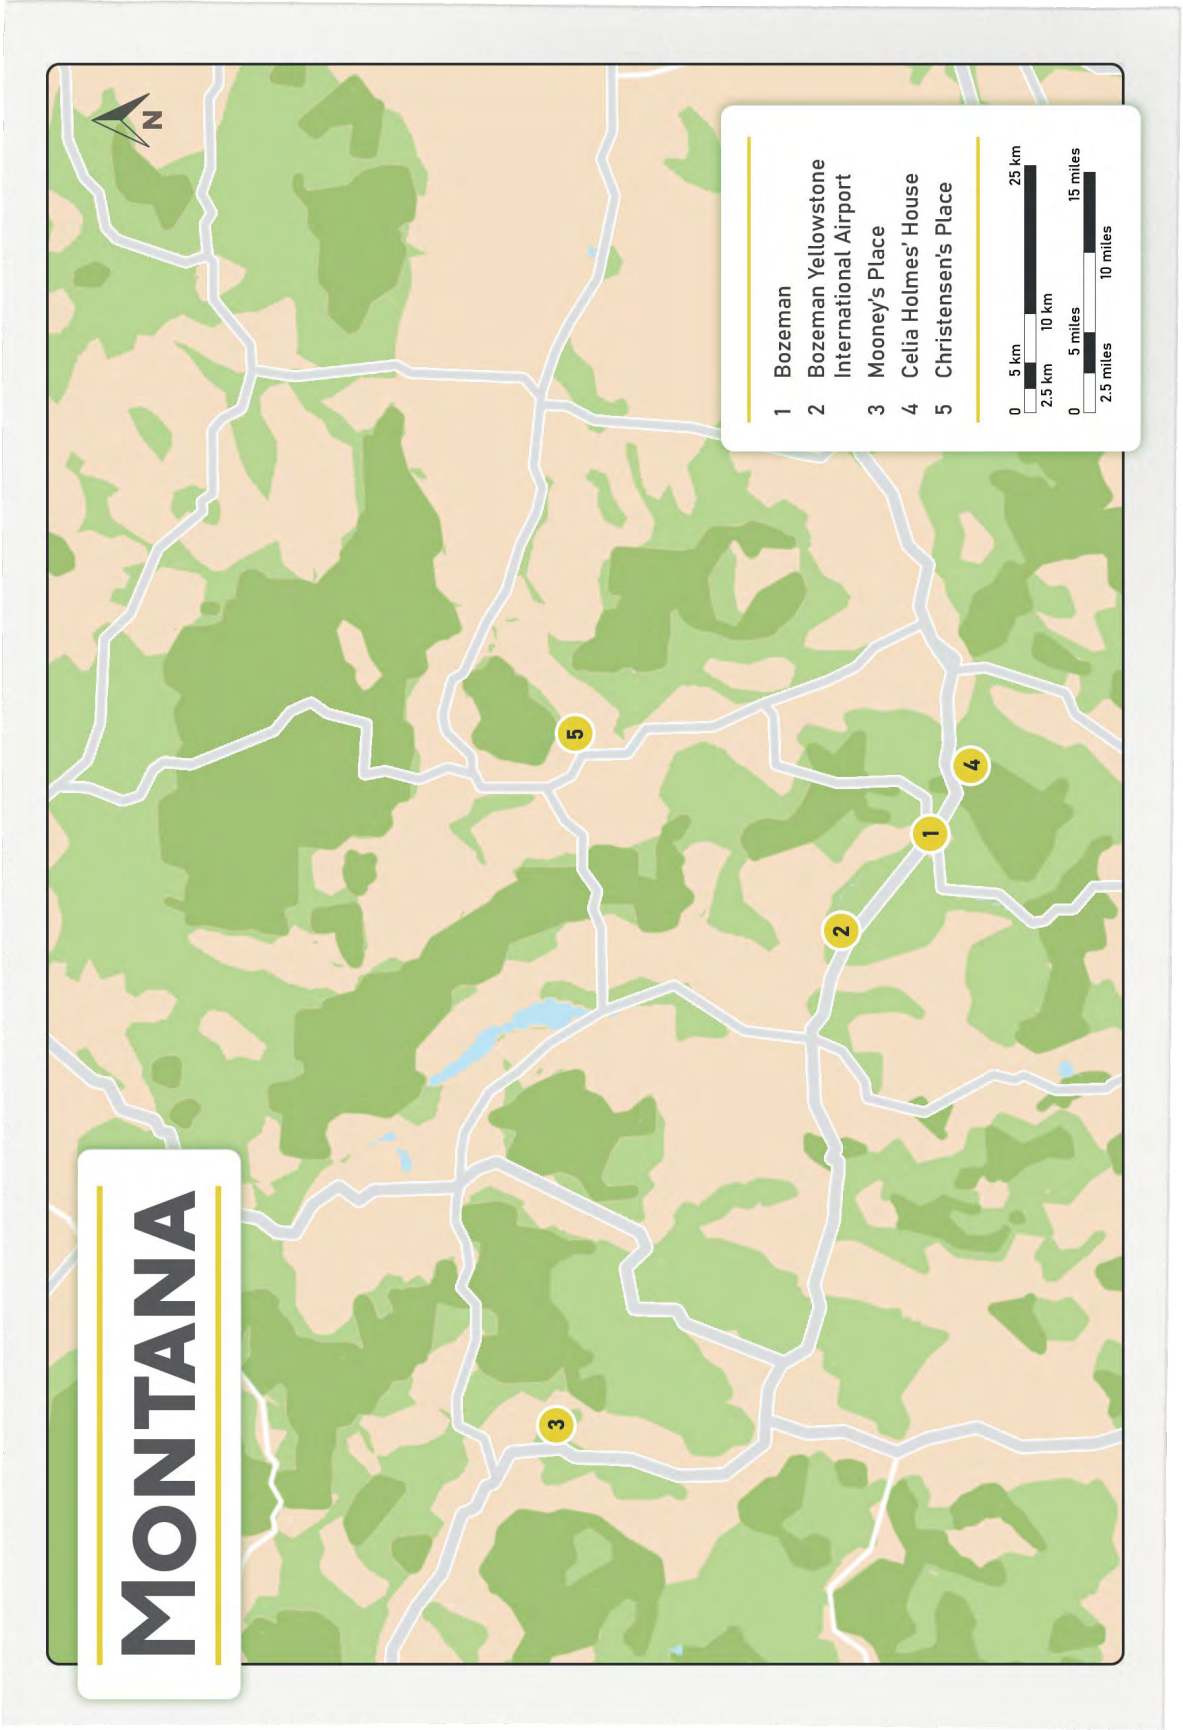 MONTANA
N
1 Bozeman
2 Bozeman Yellowstone
International Airport
3 Mooney's Place
4 Celia Holmes' House
5 Christensen's Place
0 5 km 25 km
2.5 km 10 km
0 5 miles 15 miles
2.5 miles 10 miles
5
4
1
2
3